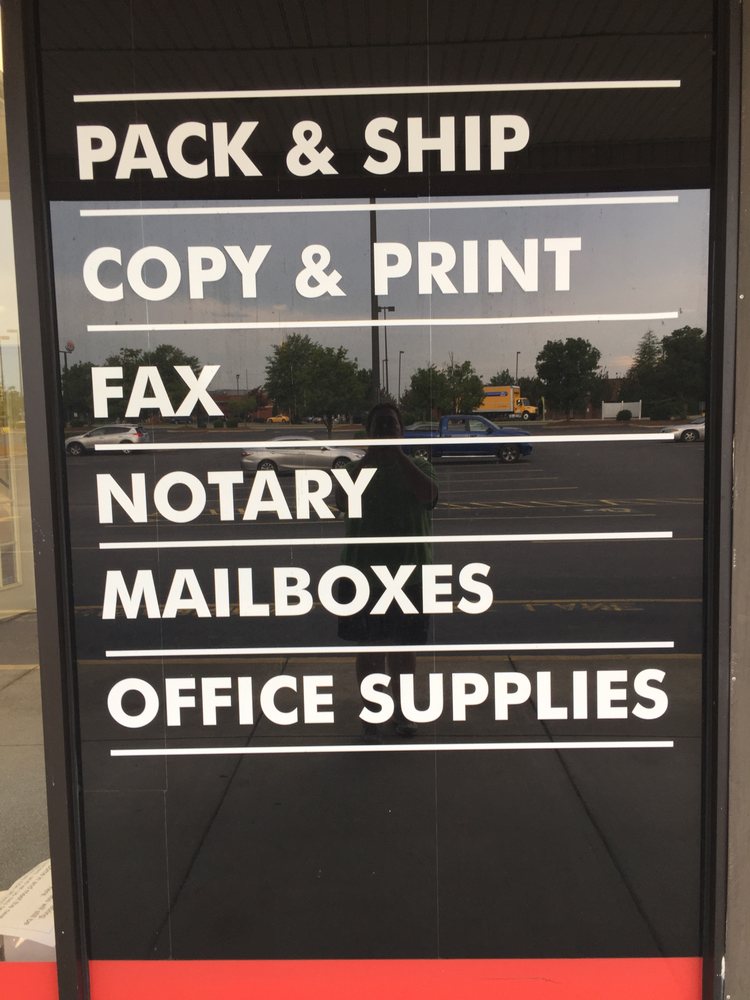 PACK & SHIP
COPY & PRINT
FAX
NOTARY
MAILBOXES
OFFICE SUPPLIES